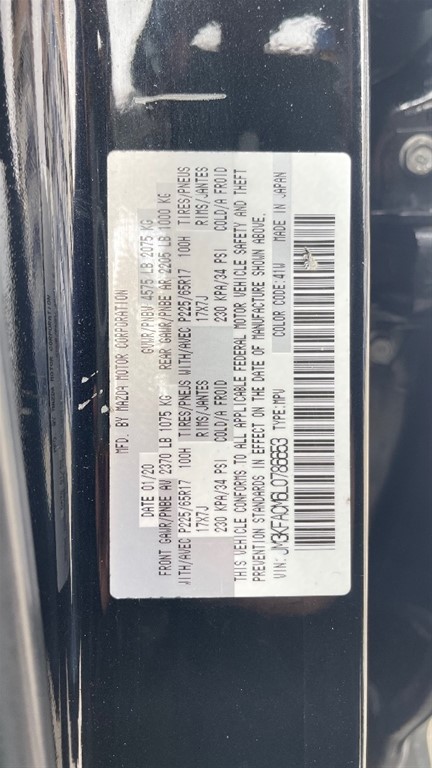 MFD. BY MAZDA MOTOR CORPORATION
DATE 01/20 GVWR/PNBV 4575 LB 2075 KG
FRONT GAWR/PNBE AV 2370 LB 1075 KG REAR GAWR/PNBE AR 2205 LB 1000 KG
WITH/AVEC P225/65R17 100H TIRES/PNEUS WITH/AVEC P225/65R17 100H TIRES/PNEUS
17X7J RIMS/JANTES 17X7J RIMS/JANTES
230 KPA/34 PSI COLD/A FROID 230 KPA/34 PSI COLD/A FROID
THIS VEHICLE CONFORMS TO ALL APPLICABLE FEDERAL MOTOR VEHICLE SAFETY AND THEFT
PREVENTION STANDARDS IN EFFECT ON THE DATE OF MANUFACTURE SHOWN ABOVE.
VIN: JM3KFACM6L0786653 TYPE:MPV COLOR CODE:41W MADE IN JAPAN